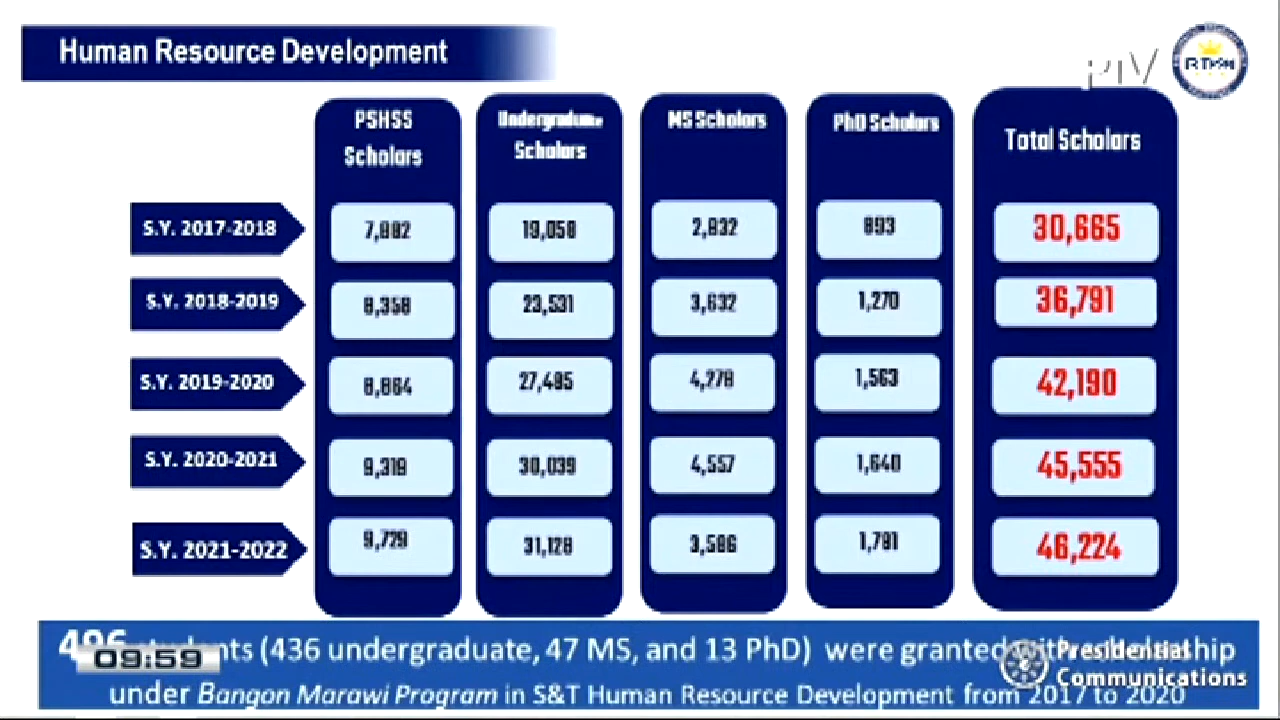 Human Resource Development
PTV
RTVM
PSHSS Scholars
Undergraduate Scholars
MS Scholars
PhD Scholars
Total Scholars
S.Y. 2017-2018 7,882 19,058 2,832 893 30,665
S.Y. 2018-2019 8,358 23,531 3,632 1,270 36,791
S.Y. 2019-2020 8,864 27,485 4,278 1,563 42,190
S.Y. 2020-2021 9,319 30,039 4,557 1,640 45,555
S.Y. 2021-2022 9,729 31,128 3,586 1,781 46,224
496 students (436 undergraduate, 47 MS, and 13 PhD) were granted
under Bangon Marawi Program in S&T Human Resource Development from 2017 to 2020
09:59
Presidential
Communications